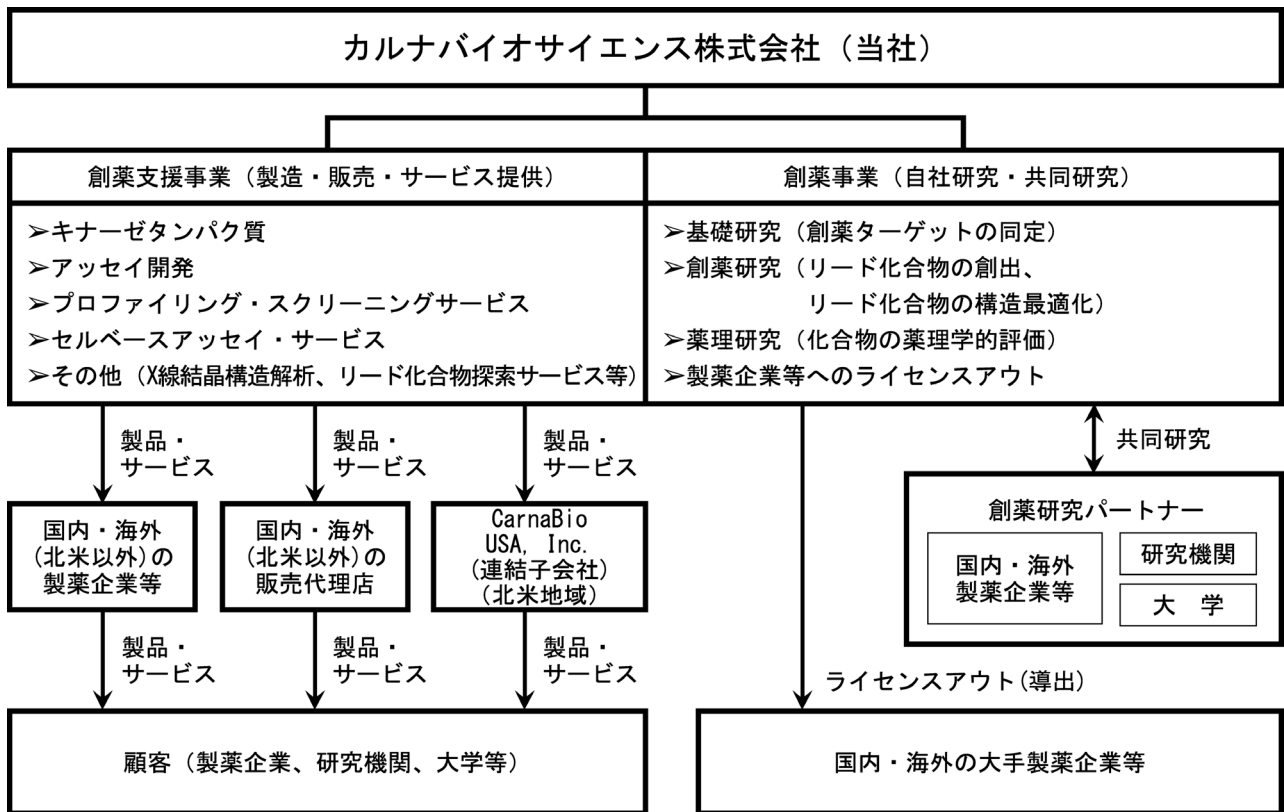 カルナバイオサイエンス株式会社（当社）
創薬支援事業（製造・販売・サービス提供）
➢キナーゼタンパク質
➢アッセイ開発
➢プロファイリング・スクリーニングサービス
➢セルベースアッセイ・サービス
➢その他（X線結晶構造解析、リード化合物探索サービス等）
創薬事業（自社研究・共同研究）
➢基礎研究（創薬ターゲットの同定）
➢創薬研究（リード化合物の創出、
リード化合物の構造最適化）
➢薬理研究（化合物の薬理学的評価）
➢製薬企業等へのライセンスアウト
製品・
サービス
製品・
サービス
製品・
サービス
共同研究
国内・海外
(北米以外)の
製薬企業等
国内・海外
(北米以外)の
販売代理店
CarnaBio
USA, Inc.
(連結子会社)
(北米地域)
創薬研究パートナー
国内・海外
製薬企業等
研究機関
大　学
製品・
サービス
製品・
サービス
製品・
サービス
ライセンスアウト(導出)
顧客（製薬企業、研究機関、大学等）
国内・海外の大手製薬企業等